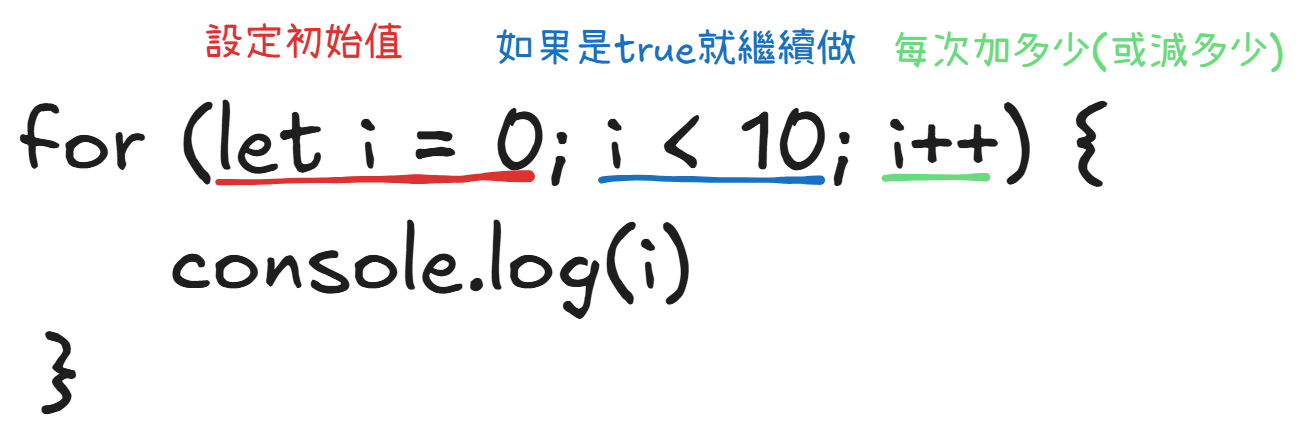 設定初始值 如果是true就繼續做 每次加多少(或減多少)
for (let i = 0; i < 10; i++) {
console.log(i)
}